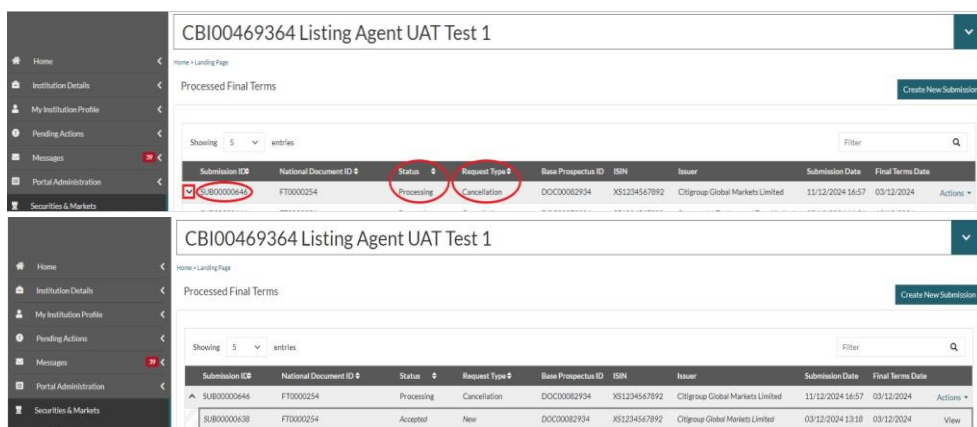 CBI00469364 Listing Agent UAT Test 1
Home
Home > Landing Page
Institution Details
Processed Final Terms
Create New Submission
My Institution Profile
Pending Actions
Showing 5 entries
Filter
Messages 39
Submission ID National Document ID Status Request Type Base Prospectus ID ISIN Issuer Submission Date Final Terms Date
Portal Administration
SUB00000646 FT0000254 Processing Cancellation DOC00082934 XS1234567892 Citigroup Global Markets Limited 11/12/2024 16:57 03/12/2024 Actions
Securities & Markets
CBI00469364 Listing Agent UAT Test 1
Home
Home > Landing Page
Institution Details
Processed Final Terms
Create New Submission
My Institution Profile
Pending Actions
Showing 5 entries
Filter
Messages 39
Submission ID National Document ID Status Request Type Base Prospectus ID ISIN Issuer Submission Date Final Terms Date
Portal Administration
SUB00000646 FT0000254 Processing Cancellation DOC00082934 XS1234567892 Citigroup Global Markets Limited 11/12/2024 16:57 03/12/2024 Actions
Securities & Markets
SUB00000638 FT0000254 Accepted New DOC00082934 XS1234567892 Citigroup Global Markets Limited 03/12/2024 13:18 03/12/2024 View